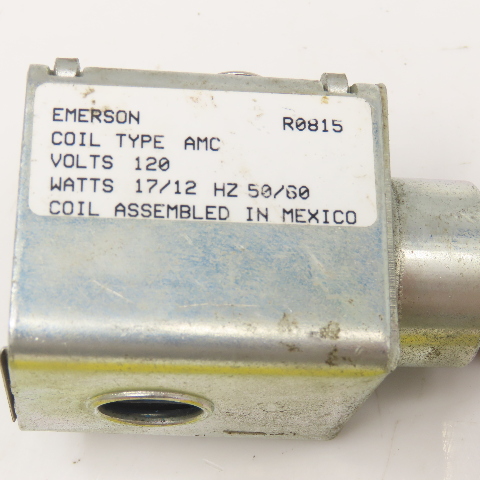 EMERSON R0815
COIL TYPE AMC
VOLTS 120
WATTS 17/12 HZ 50/60
COIL ASSEMBLED IN MEXICO